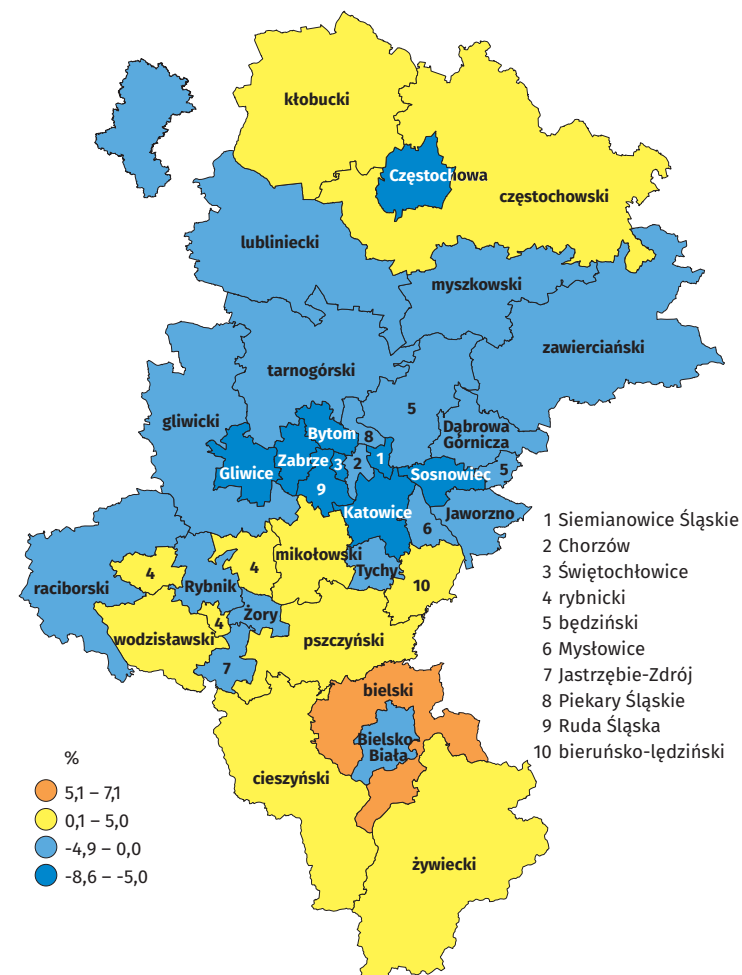 kłobucki
Częstochowa
częstochowski
lubliniecki
myszkowski
zawierciański
tarnogórski
5
gliwicki
Bytom
8
Dąbrowa
Górnicza
Zabrze
3
2
1
Gliwice
Sosnowiec
5
9
Katowice
Jaworzno
6
mikołowski
4
4
Tychy
raciborski
Rybnik
10
4
Żory
wodzisławski
pszczyński
7
bielski
Bielsko-
Biała
cieszyński
żywiecki
1 Siemianowice Śląskie
2 Chorzów
3 Świętochłowice
4 rybnicki
5 będziński
6 Mysłowice
7 Jastrzębie-Zdrój
8 Piekary Śląskie
9 Ruda Śląska
10 bieruńsko-lędziński
%
5,1 – 7,1
0,1 – 5,0
-4,9 – 0,0
-8,6 – -5,0